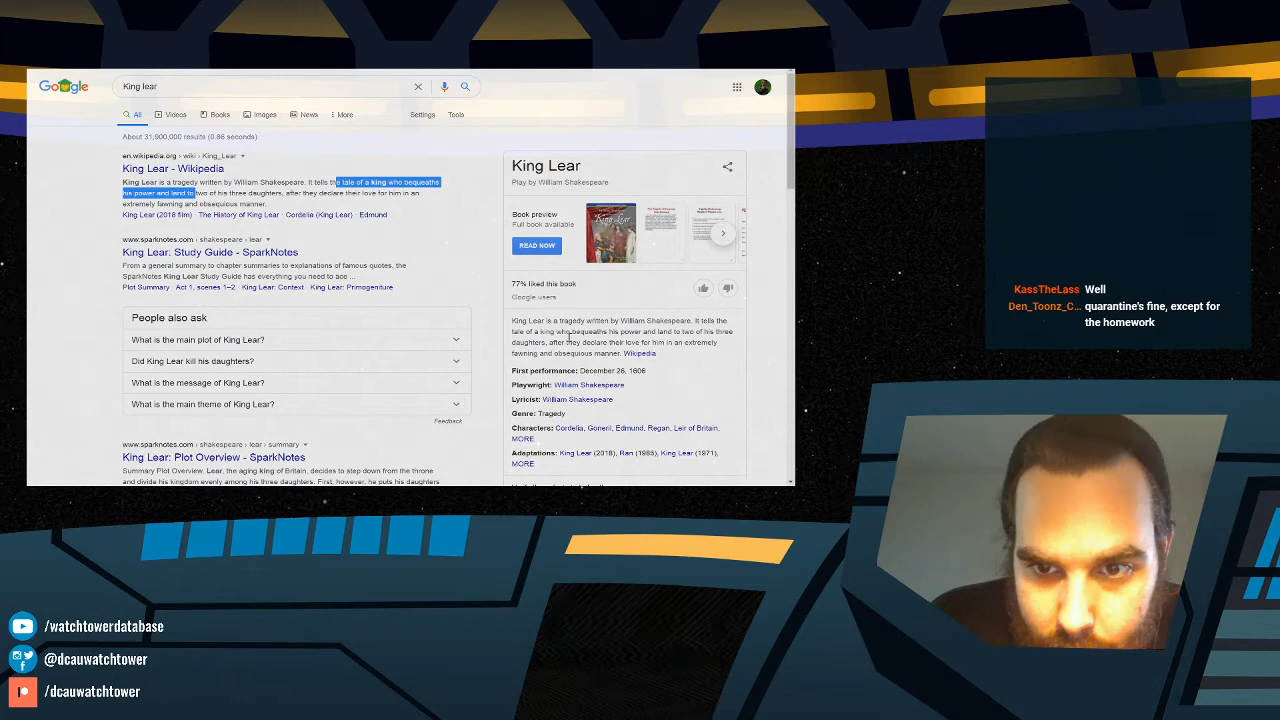 Google
King lear
All Videos Books Images News More Settings Tools
About 31,900,000 results (0.86 seconds)
en.wikipedia.org › wiki › King_Lear
King Lear - Wikipedia
King Lear is a tragedy written by William Shakespeare. It tells the tale of a king who bequeaths
his power and land to two of his three daughters, after they declare their love for him in an
extremely fawning and obsequious manner.
King Lear (2018 film) · The History of King Lear · Cordelia (King Lear) · Edmund
www.sparknotes.com › shakespeare › lear
King Lear: Study Guide - SparkNotes
From a general summary to chapter summaries to explanations of famous quotes, the
SparkNotes King Lear Study Guide has everything you need to ace ...
Plot Summary · Act 1, scenes 1–2 · King Lear: Context · King Lear: Primogeniture
People also ask
What is the main plot of King Lear?
Did King Lear kill his daughters?
What is the message of King Lear?
What is the main theme of King Lear?
Feedback
www.sparknotes.com › shakespeare › lear › summary
King Lear: Plot Overview - SparkNotes
Summary Plot Overview. Lear, the aging king of Britain, decides to step down from the throne
and divide his kingdom evenly among his three daughters. First, however, he puts his daughters
King Lear
Play by William Shakespeare
Book preview
Full book available
READ NOW
77% liked this book
Google users
King Lear is a tragedy written by William Shakespeare. It tells the
tale of a king who bequeaths his power and land to two of his three
daughters, after they declare their love for him in an extremely
fawning and obsequious manner. Wikipedia
First performance: December 26, 1606
Playwright: William Shakespeare
Lyricist: William Shakespeare
Genre: Tragedy
Characters: Cordelia, Goneril, Edmund, Regan, Leir of Britain,
MORE
Adaptations: King Lear (2018), Ran (1985), King Lear (1971),
MORE
KassTheLass Well
Den_Toonz_C... quarantine's fine, except for
the homework
/watchtowerdatabase
@dcauwatchtower
/dcauwatchtower